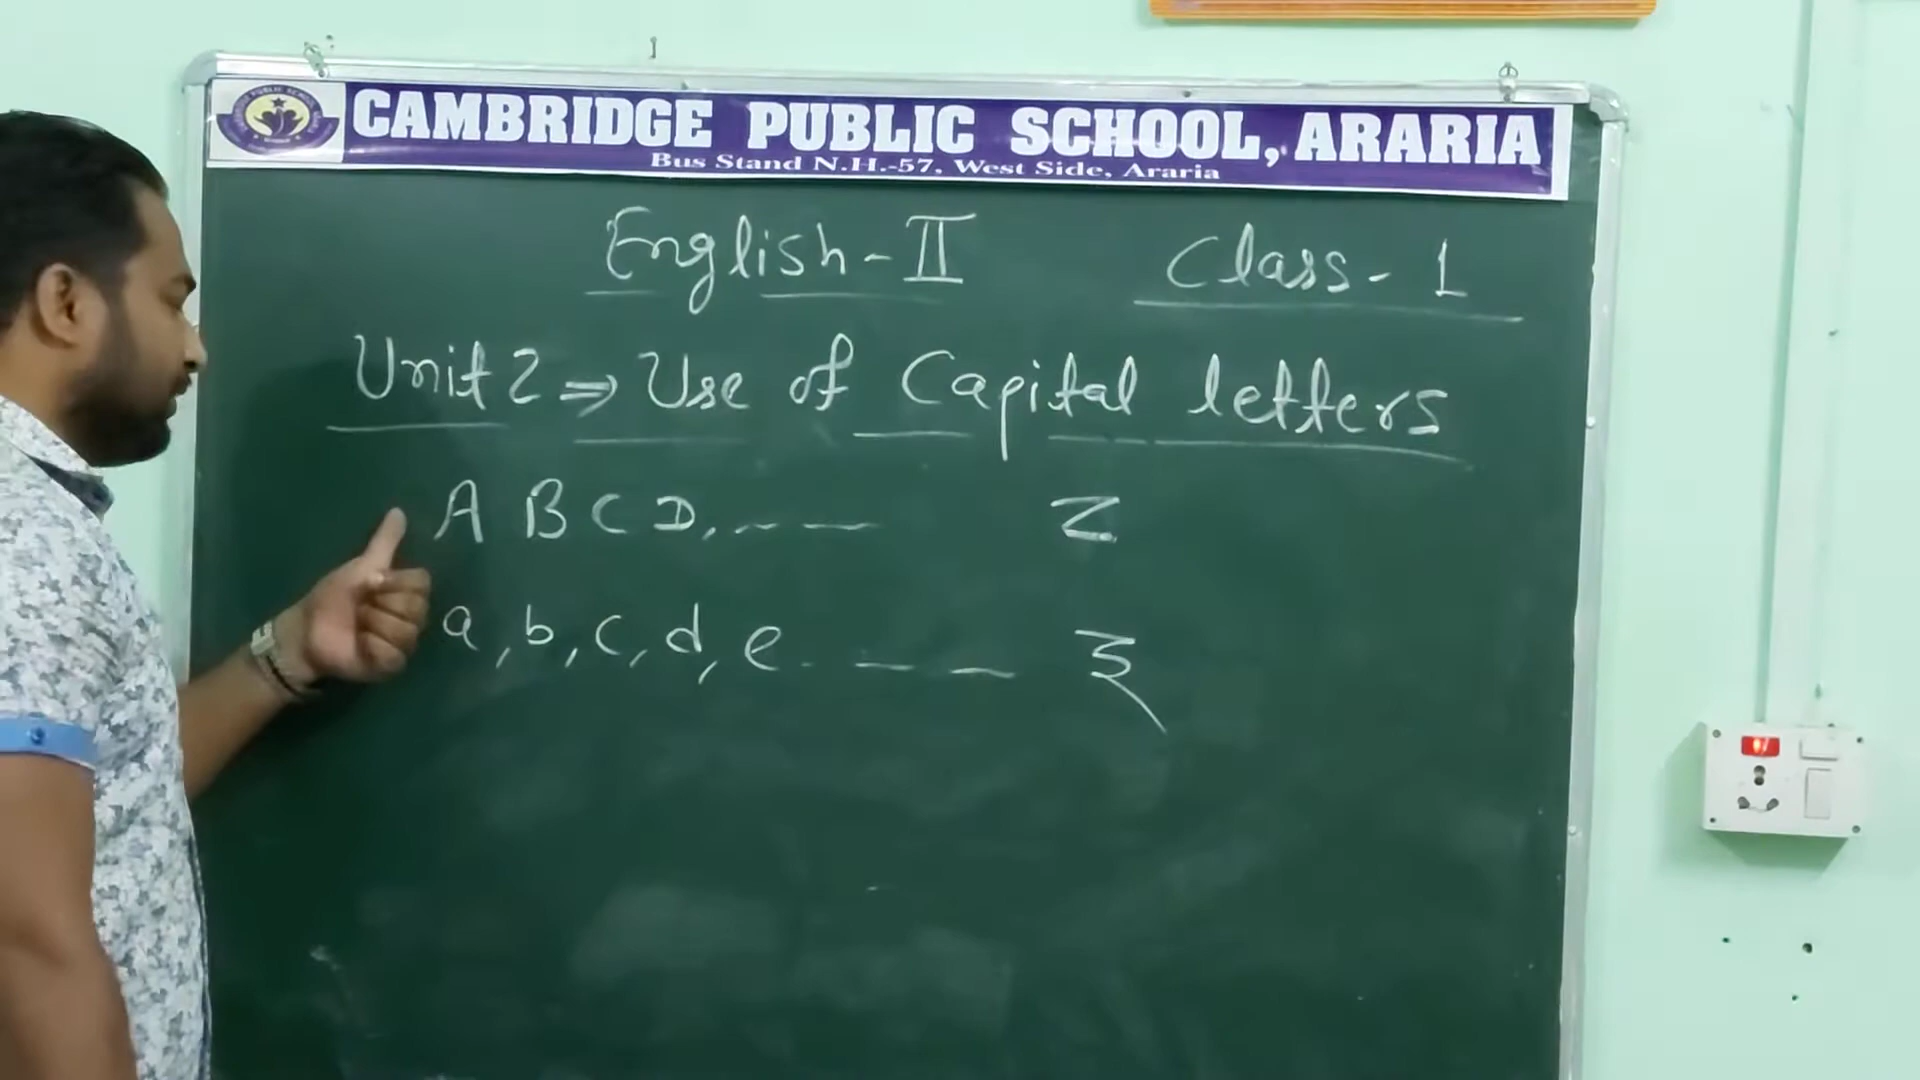 CAMBRIDGE PUBLIC SCHOOL, ARARIA
Bus Stand N.H.-57, West Side, Araria
English-II Class-1
Unit 2 ⇒ Use of Capital letters
A B C D, - - Z
a, b, c, d, e. - - z